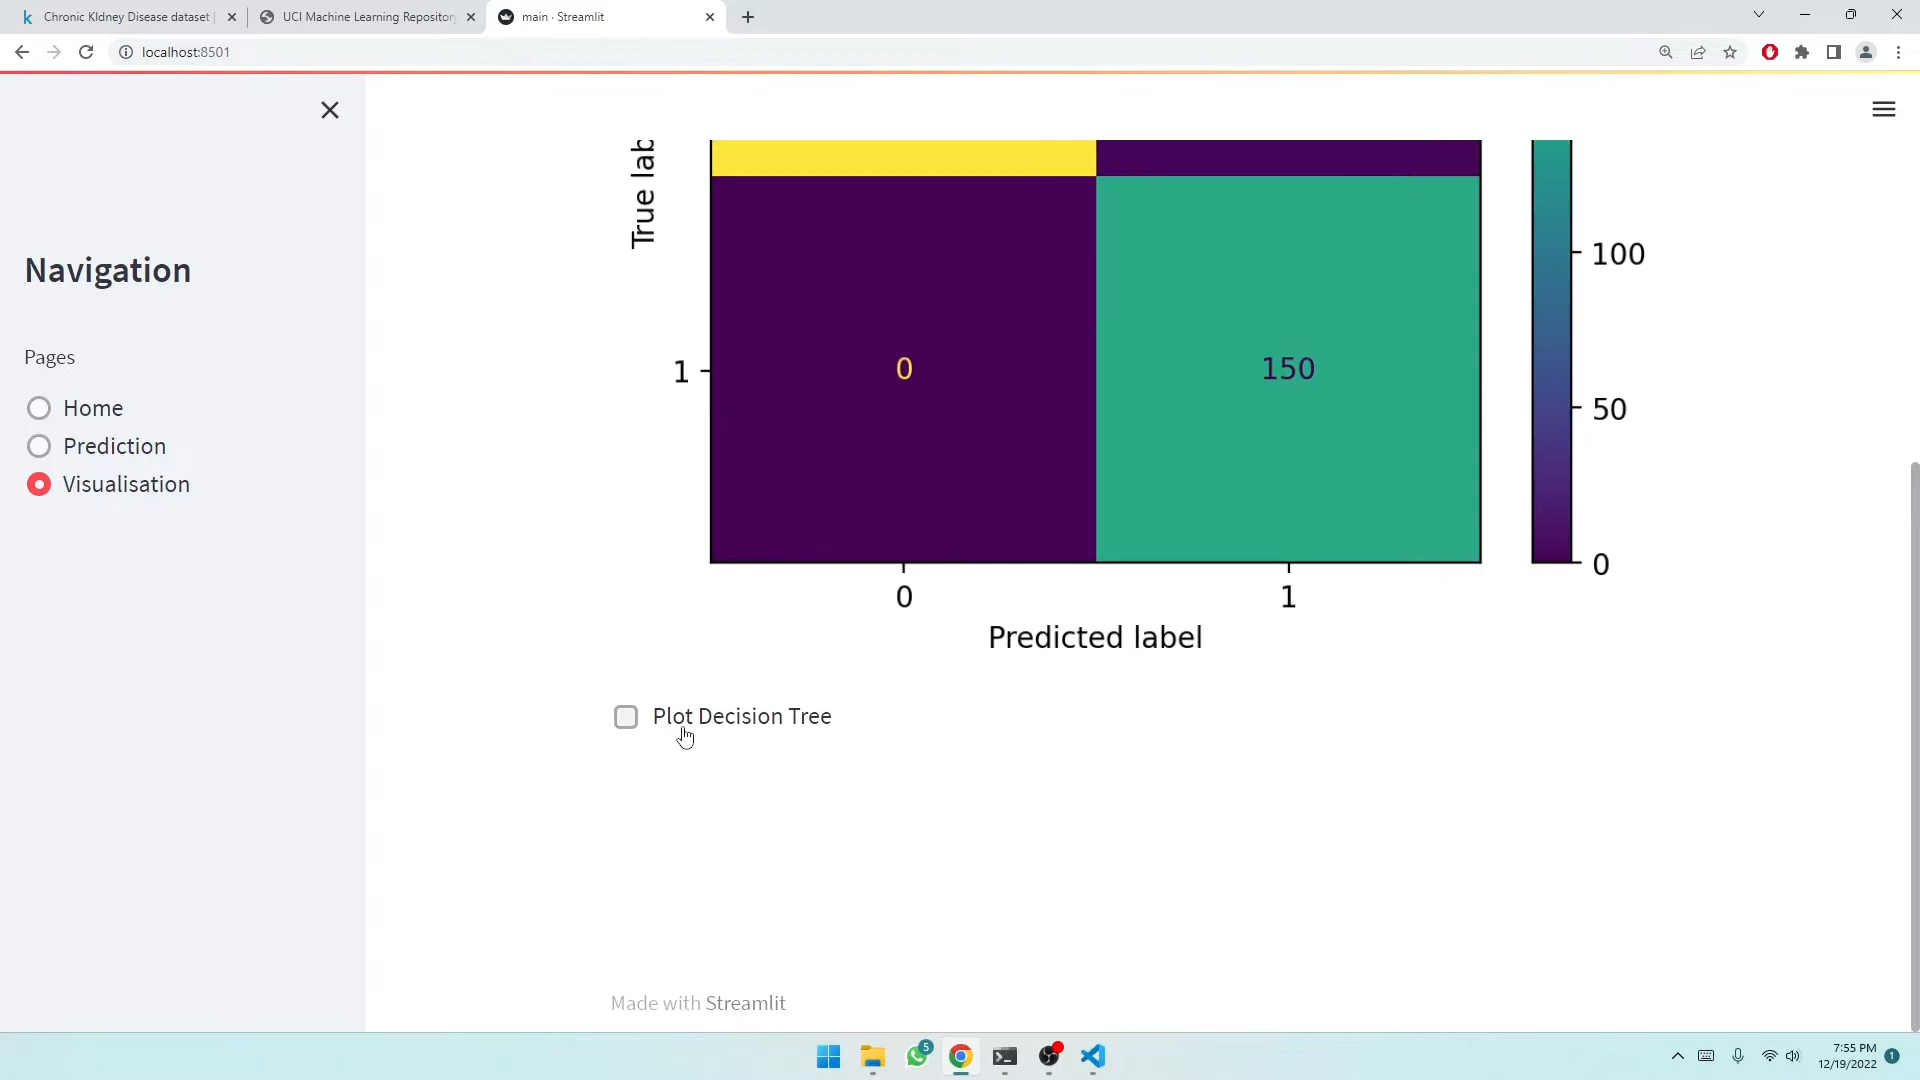 Chronic KIdney Disease dataset
UCI Machine Learning Repository
main · Streamlit
localhost:8501
Navigation
Pages
Home
Prediction
Visualisation
True lab
1
0
150
100
50
0
0
1
Predicted label
Plot Decision Tree
Made with Streamlit
5
7:55 PM
12/19/2022
1